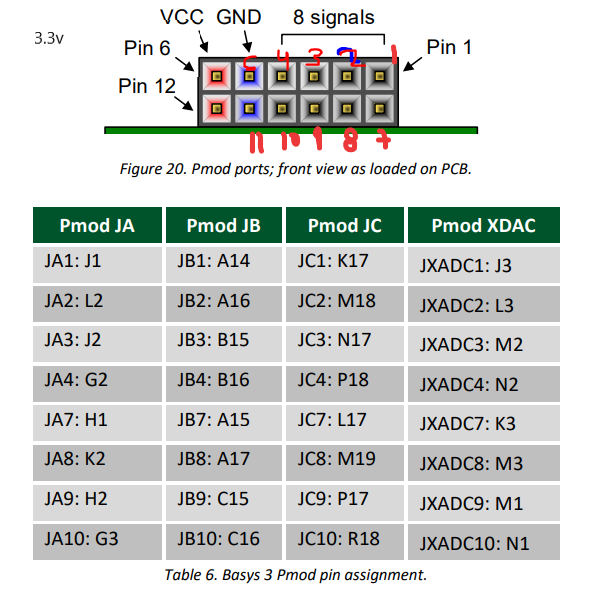 VCC GND 8 signals
3.3v
Pin 6 5 4 3 2 1 Pin 1
Pin 12
11 10 9 8 7
Figure 20. Pmod ports; front view as loaded on PCB.
Pmod JA Pmod JB Pmod JC Pmod XDAC
JA1: J1 JB1: A14 JC1: K17 JXADC1: J3
JA2: L2 JB2: A16 JC2: M18 JXADC2: L3
JA3: J2 JB3: B15 JC3: N17 JXADC3: M2
JA4: G2 JB4: B16 JC4: P18 JXADC4: N2
JA7: H1 JB7: A15 JC7: L17 JXADC7: K3
JA8: K2 JB8: A17 JC8: M19 JXADC8: M3
JA9: H2 JB9: C15 JC9: P17 JXADC9: M1
JA10: G3 JB10: C16 JC10: R18 JXADC10: N1
Table 6. Basys 3 Pmod pin assignment.